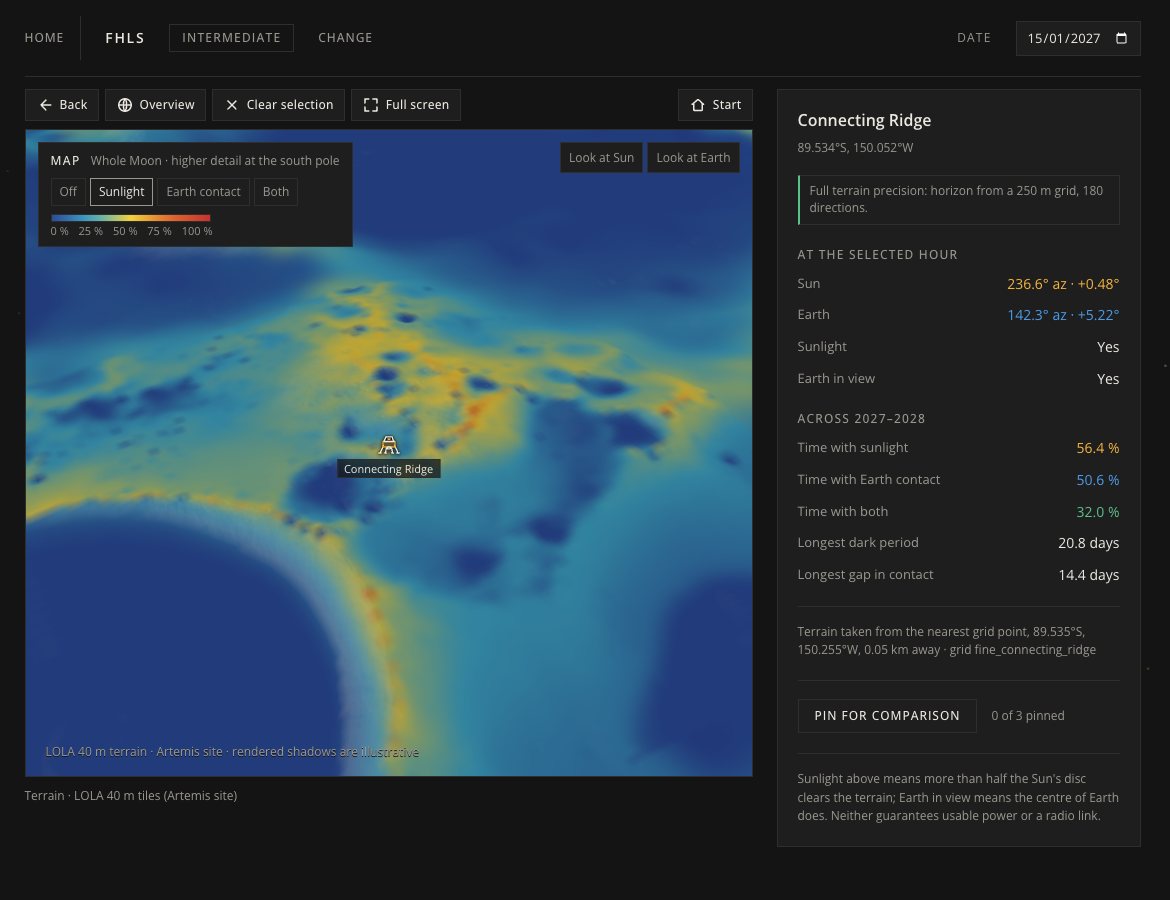 HOME
FHLS
INTERMEDIATE
CHANGE
DATE
15/01/2027
Back
Overview
Clear selection
Full screen
Start
MAP Whole Moon · higher detail at the south pole
Off
Sunlight
Earth contact
Both
0 % 25 % 50 % 75 % 100 %
Look at Sun
Look at Earth
Connecting Ridge
LOLA 40 m terrain · Artemis site · rendered shadows are illustrative
Terrain · LOLA 40 m tiles (Artemis site)
Connecting Ridge
89.534°S, 150.052°W
Full terrain precision: horizon from a 250 m grid, 180
directions.
AT THE SELECTED HOUR
Sun 236.6° az · +0.48°
Earth 142.3° az · +5.22°
Sunlight Yes
Earth in view Yes
ACROSS 2027–2028
Time with sunlight 56.4 %
Time with Earth contact 50.6 %
Time with both 32.0 %
Longest dark period 20.8 days
Longest gap in contact 14.4 days
Terrain taken from the nearest grid point, 89.535°S,
150.255°W, 0.05 km away · grid fine_connecting_ridge
PIN FOR COMPARISON 0 of 3 pinned
Sunlight above means more than half the Sun's disc
clears the terrain; Earth in view means the centre of Earth
does. Neither guarantees usable power or a radio link.